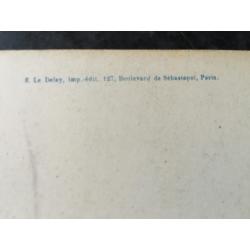 E. Le Deley, imp.-édit. 127, Boulevard de Sébastopol, Paris.